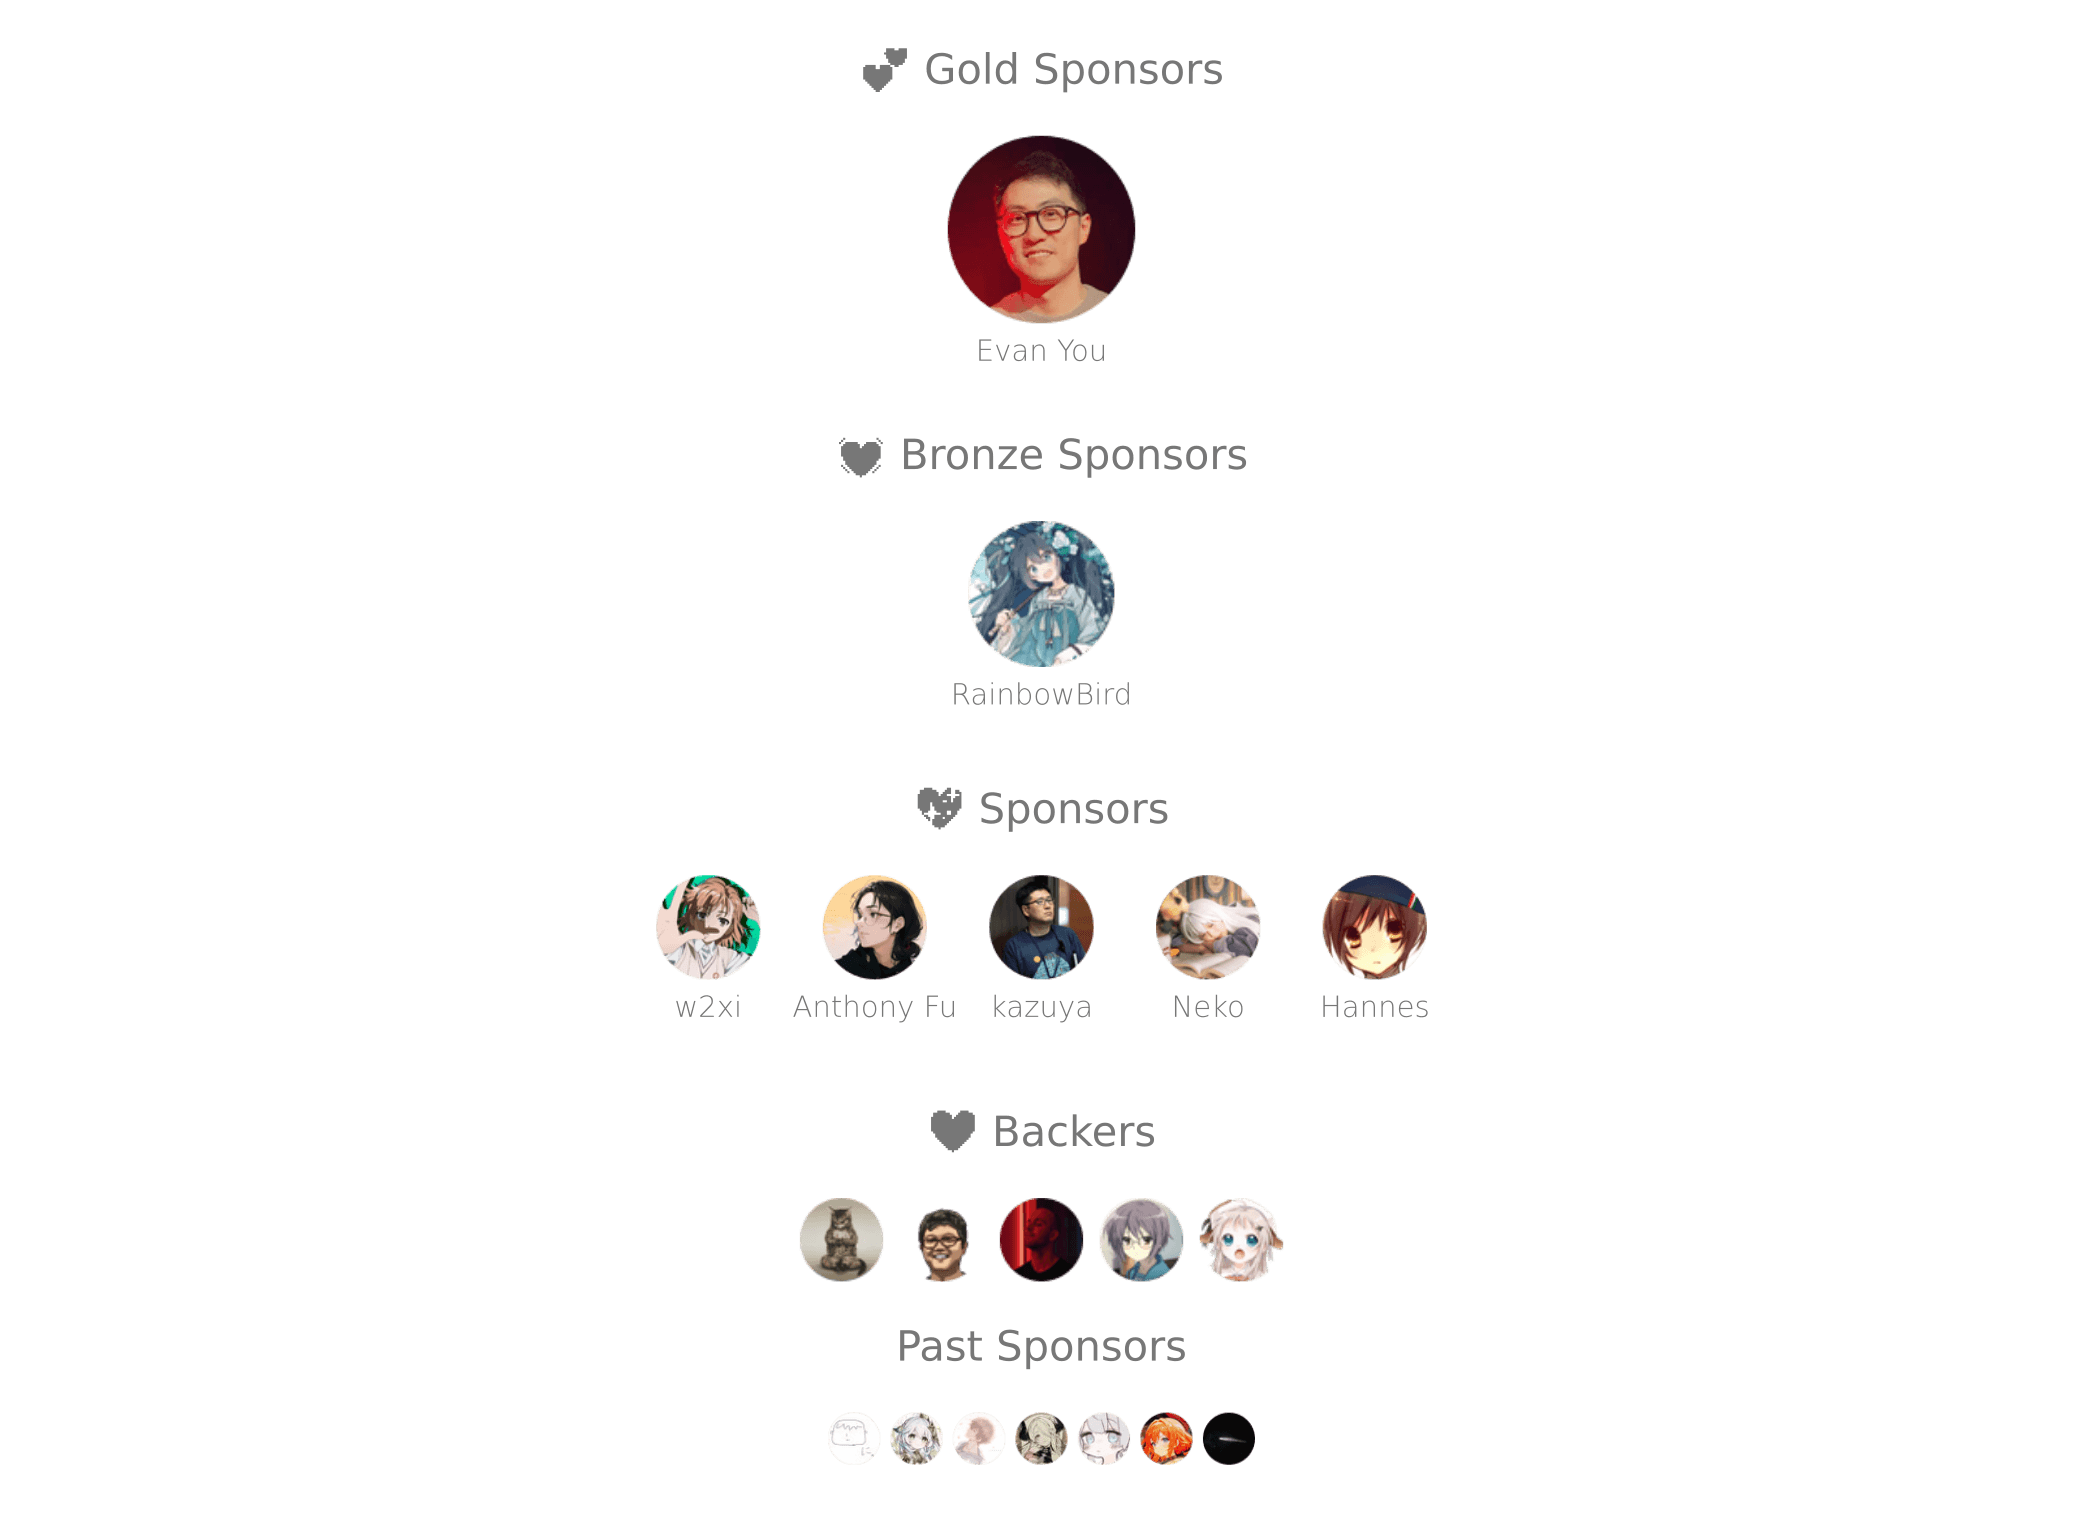 Gold Sponsors
Evan You
Bronze Sponsors
RainbowBird
Sponsors
w2xi Anthony Fu kazuya Neko Hannes
Backers
Past Sponsors